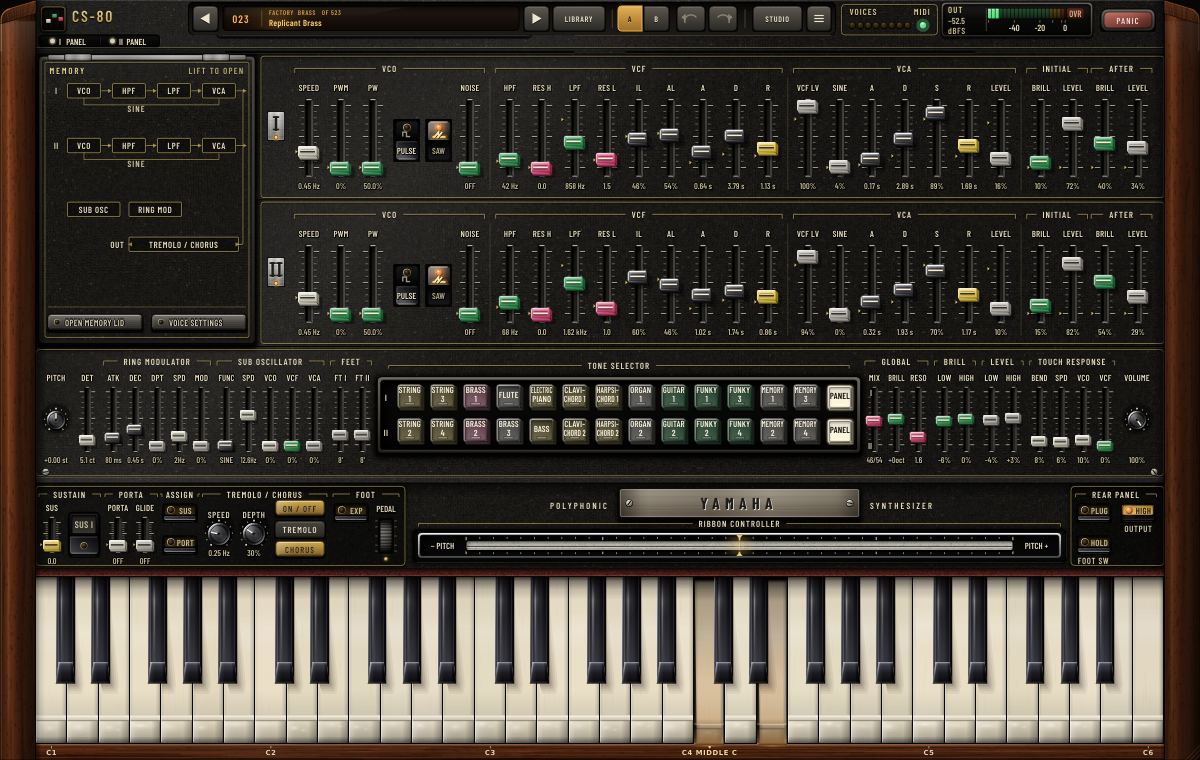 CS-80
023
FACTORY BRASS OF 523
Replicant Brass
LIBRARY
A B
STUDIO
VOICES MIDI
OUT
-52.5
dBFS
OVR
-40 -20 0
PANIC
I PANEL II PANEL
MEMORY LIFT TO OPEN
I VCO HPF LPF VCA
SINE
II VCO HPF LPF VCA
SINE
SUB OSC RING MOD
OUT TREMOLO / CHORUS
OPEN MEMORY LID VOICE SETTINGS
VCO VCF VCA INITIAL AFTER
SPEED PWM PW NOISE HPF RES H LPF RES L IL AL A D R VCF LV SINE A D S R LEVEL BRILL LEVEL BRILL LEVEL
I
PULSE SAW
0.45 Hz 0% 50.0% OFF 42 Hz 0.0 858 Hz 1.5 46% 54% 0.64 s 3.79 s 1.13 s 100% 4% 0.17 s 2.89 s 89% 1.69 s 16% 10% 72% 40% 34%
VCO VCF VCA INITIAL AFTER
SPEED PWM PW NOISE HPF RES H LPF RES L IL AL A D R VCF LV SINE A D S R LEVEL BRILL LEVEL BRILL LEVEL
II
PULSE SAW
0.45 Hz 0% 50.0% OFF 68 Hz 0.0 1.62 kHz 1.0 60% 46% 1.02 s 1.74 s 0.86 s 94% 0% 0.32 s 1.93 s 70% 1.17 s 10% 15% 62% 54% 29%
RING MODULATOR SUB OSCILLATOR FEET
PITCH DET ATK DEC DPT SPD MOD FUNC SPD VCO VCF VCA FT I FT II
+0.00 st 5.1 ct 80 ms 0.45 s 0% 2Hz 0% SINE 12.6Hz 0% 0% 0% 8' 8'
TONE SELECTOR
I STRING 1 STRING 3 BRASS 1 FLUTE ELECTRIC PIANO CLAVI-CHORD 1 HARPSI-CHORD 1 ORGAN 1 GUITAR 1 FUNKY 1 FUNKY 3 MEMORY 1 MEMORY 3 PANEL
II STRING 2 STRING 4 BRASS 2 BRASS 3 BASS CLAVI-CHORD 2 HARPSI-CHORD 2 ORGAN 2 GUITAR 2 FUNKY 2 FUNKY 4 MEMORY 2 MEMORY 4 PANEL
GLOBAL BRILL LEVEL TOUCH RESPONSE
MIX BRILL RESO LOW HIGH LOW HIGH BEND SPD VCO VCF VOLUME
I
II
46/54 +0oct 1.6 -6% 0% -4% +3% 8% 6% 10% 0% 100%
SUSTAIN PORTA ASSIGN TREMOLO / CHORUS FOOT
SUS PORTA GLIDE SPEED DEPTH PEDAL
SUS I
SUS
PORT
ON / OFF
TREMOLO
CHORUS
EXP
0.0 OFF OFF 0.25 Hz 30%
POLYPHONIC YAMAHA SYNTHESIZER
RIBBON CONTROLLER
- PITCH PITCH +
REAR PANEL
PLUG HIGH
OUTPUT
HOLD
FOOT SW
C1 C2 C3 C4 MIDDLE C C5 C6